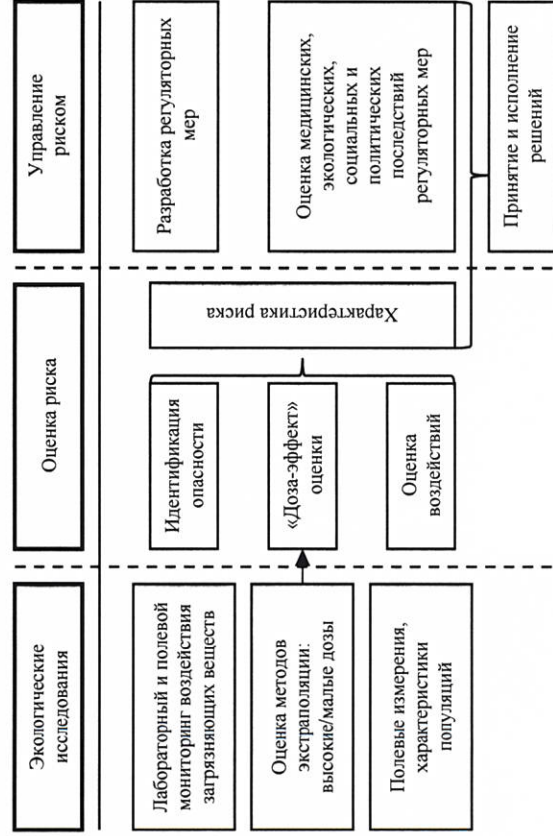 Экологические
исследования
Оценка риска
Управление
риском
Лабораторный и полевой
мониторинг воздействия
загрязняющих веществ
Оценка методов
экстраполяции:
высокие/малые дозы
Полевые измерения,
характеристики
популяций
Идентификация
опасности
«Доза-эффект»
оценки
Оценка
воздействий
Характеристика риска
Разработка регуляторных
мер
Оценка медицинских,
экологических,
социальных и
политических
последствий
регуляторных мер
Принятие и исполнение
решений